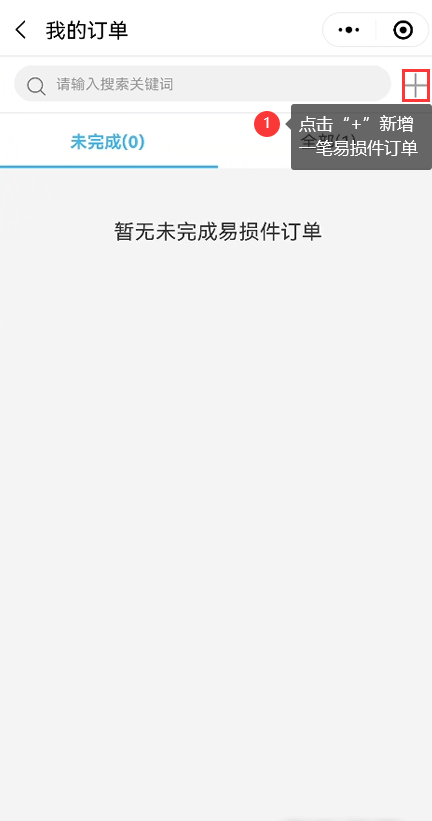 我的订单
请输入搜索关键词
1
点击“+”新增
一笔易损件订单
未完成(0)
全部(1)
暂无未完成易损件订单